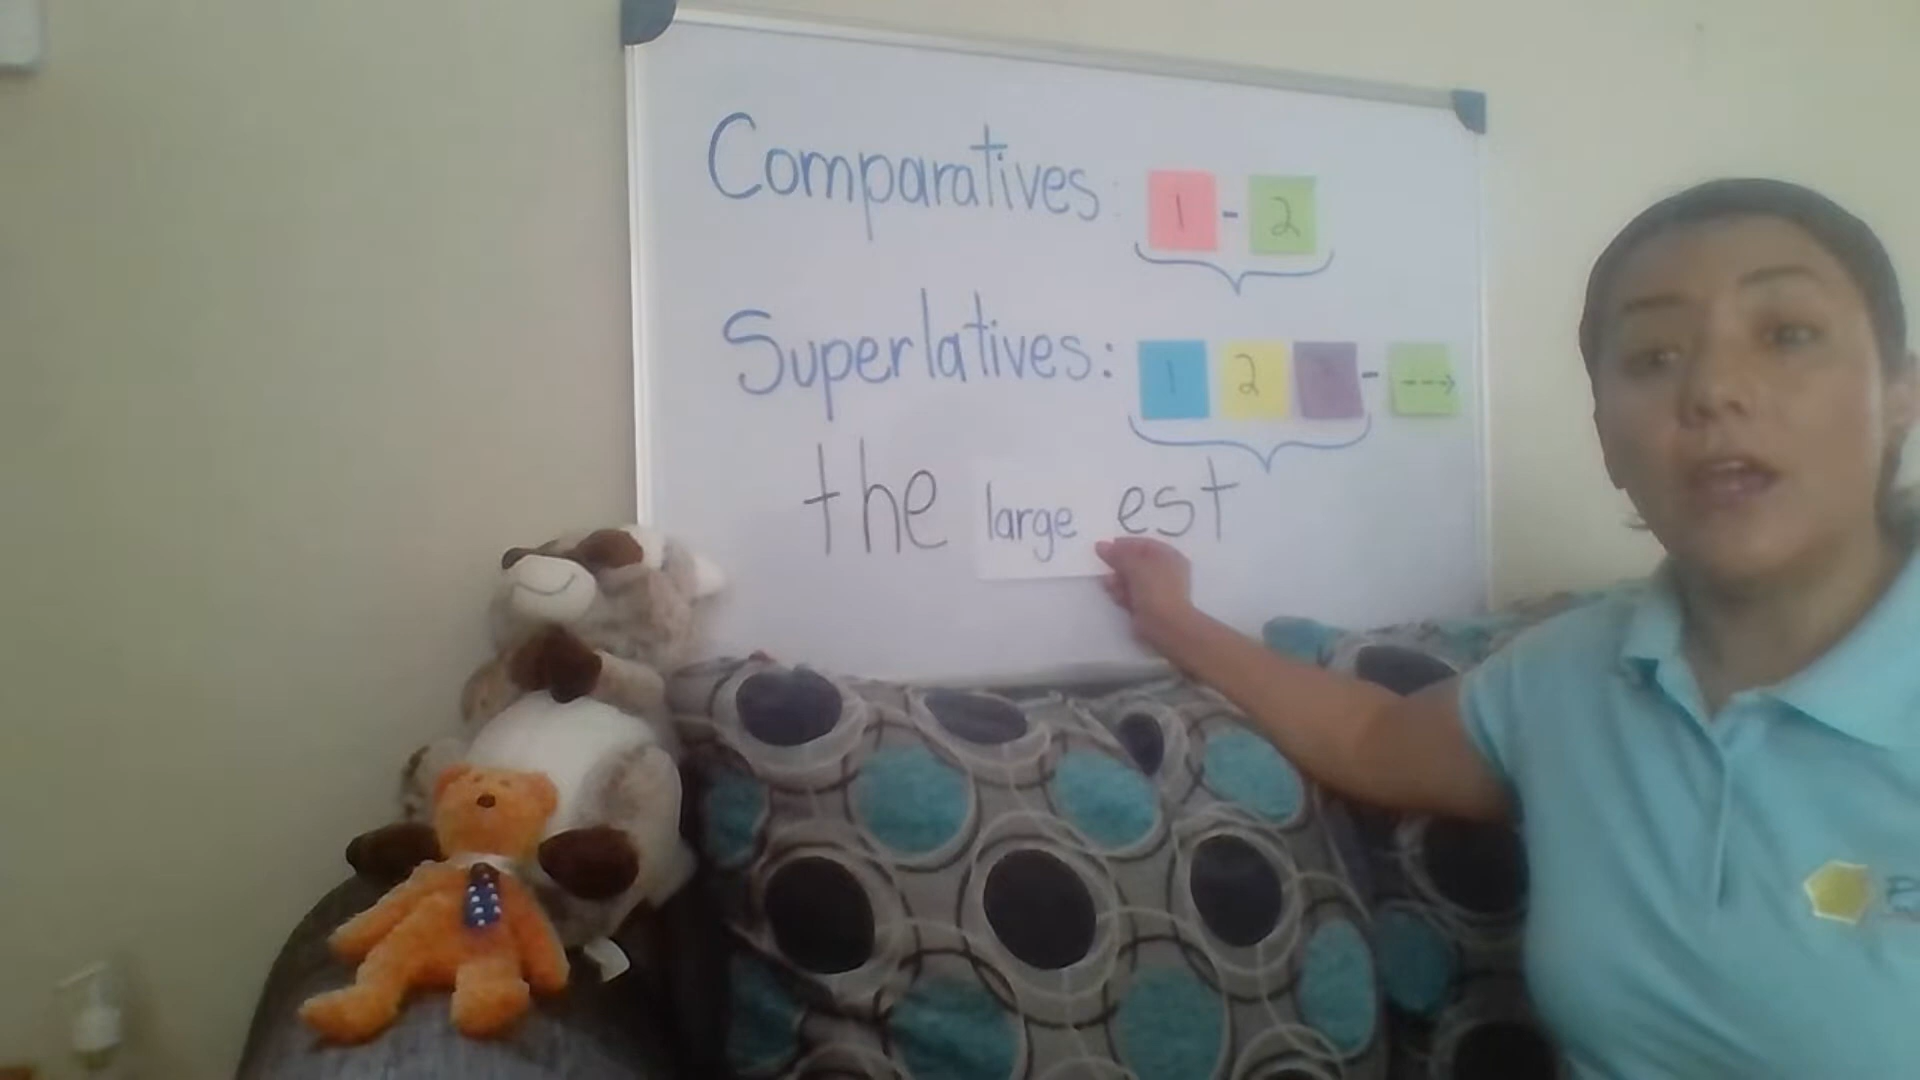 Comparatives: 1 - 2
Superlatives: 1 2 3 - --->
the large est